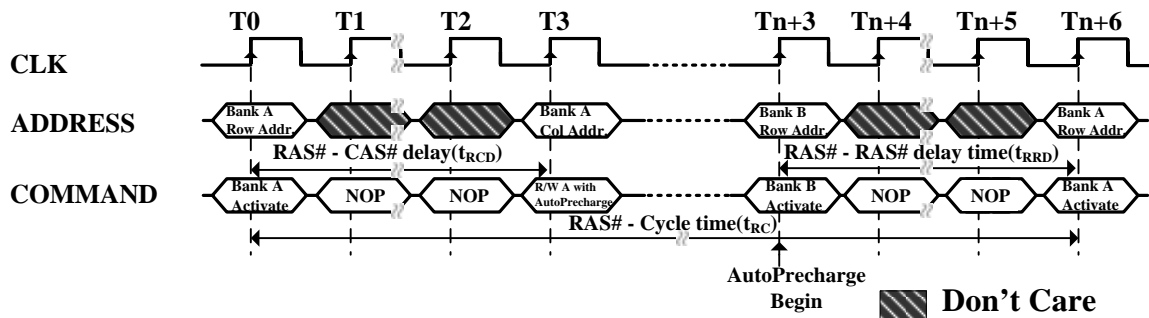 T0 T1 T2 T3 Tn+3 Tn+4 Tn+5 Tn+6
CLK
ADDRESS
Bank A
Row Addr.
Bank A
Col Addr.
Bank B
Row Addr.
Bank A
Row Addr.
RAS# - CAS# delay(tRCD)
RAS# - RAS# delay time(tRRD)
COMMAND
Bank A
Activate
NOP
NOP
R/W A with
AutoPrecharge
Bank B
Activate
NOP
NOP
Bank A
Activate
RAS# - Cycle time(tRC)
AutoPrecharge
Begin
Don't Care